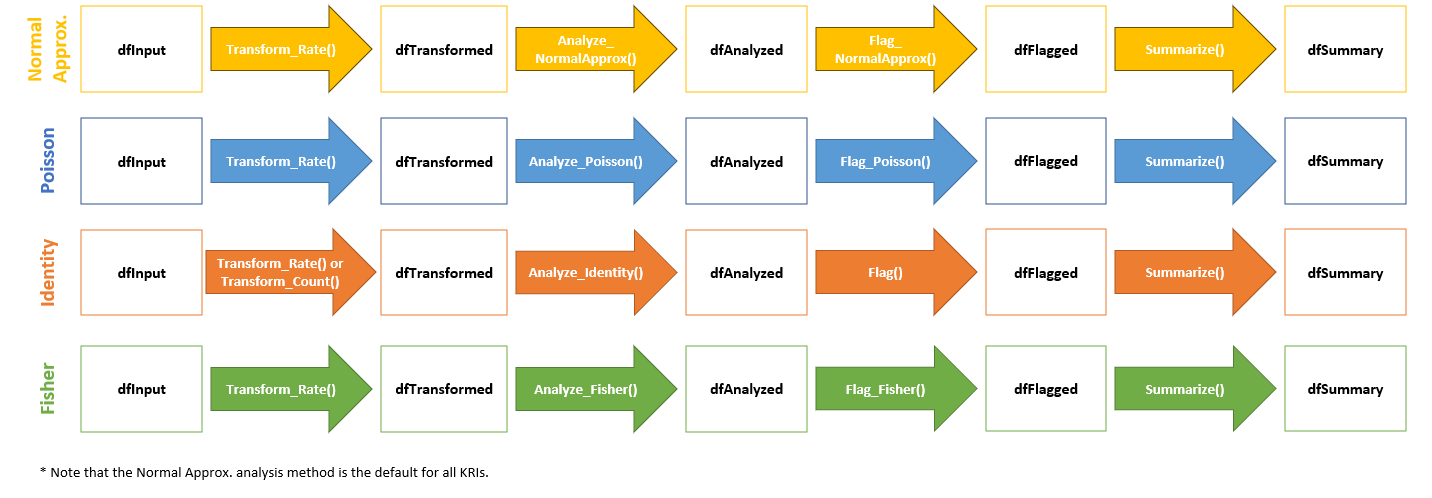 Normal
Approx.
dfInput
Transform_Rate()
dfTransformed
Analyze_
NormalApprox()
dfAnalyzed
Flag_
NormalApprox()
dfFlagged
Summarize()
dfSummary
Poisson
dfInput
Transform_Rate()
dfTransformed
Analyze_Poisson()
dfAnalyzed
Flag_Poisson()
dfFlagged
Summarize()
dfSummary
Identity
dfInput
Transform_Rate() or
Transform_Count()
dfTransformed
Analyze_Identity()
dfAnalyzed
Flag()
dfFlagged
Summarize()
dfSummary
Fisher
dfInput
Transform_Rate()
dfTransformed
Analyze_Fisher()
dfAnalyzed
Flag_Fisher()
dfFlagged
Summarize()
dfSummary
* Note that the Normal Approx. analysis method is the default for all KRIs.